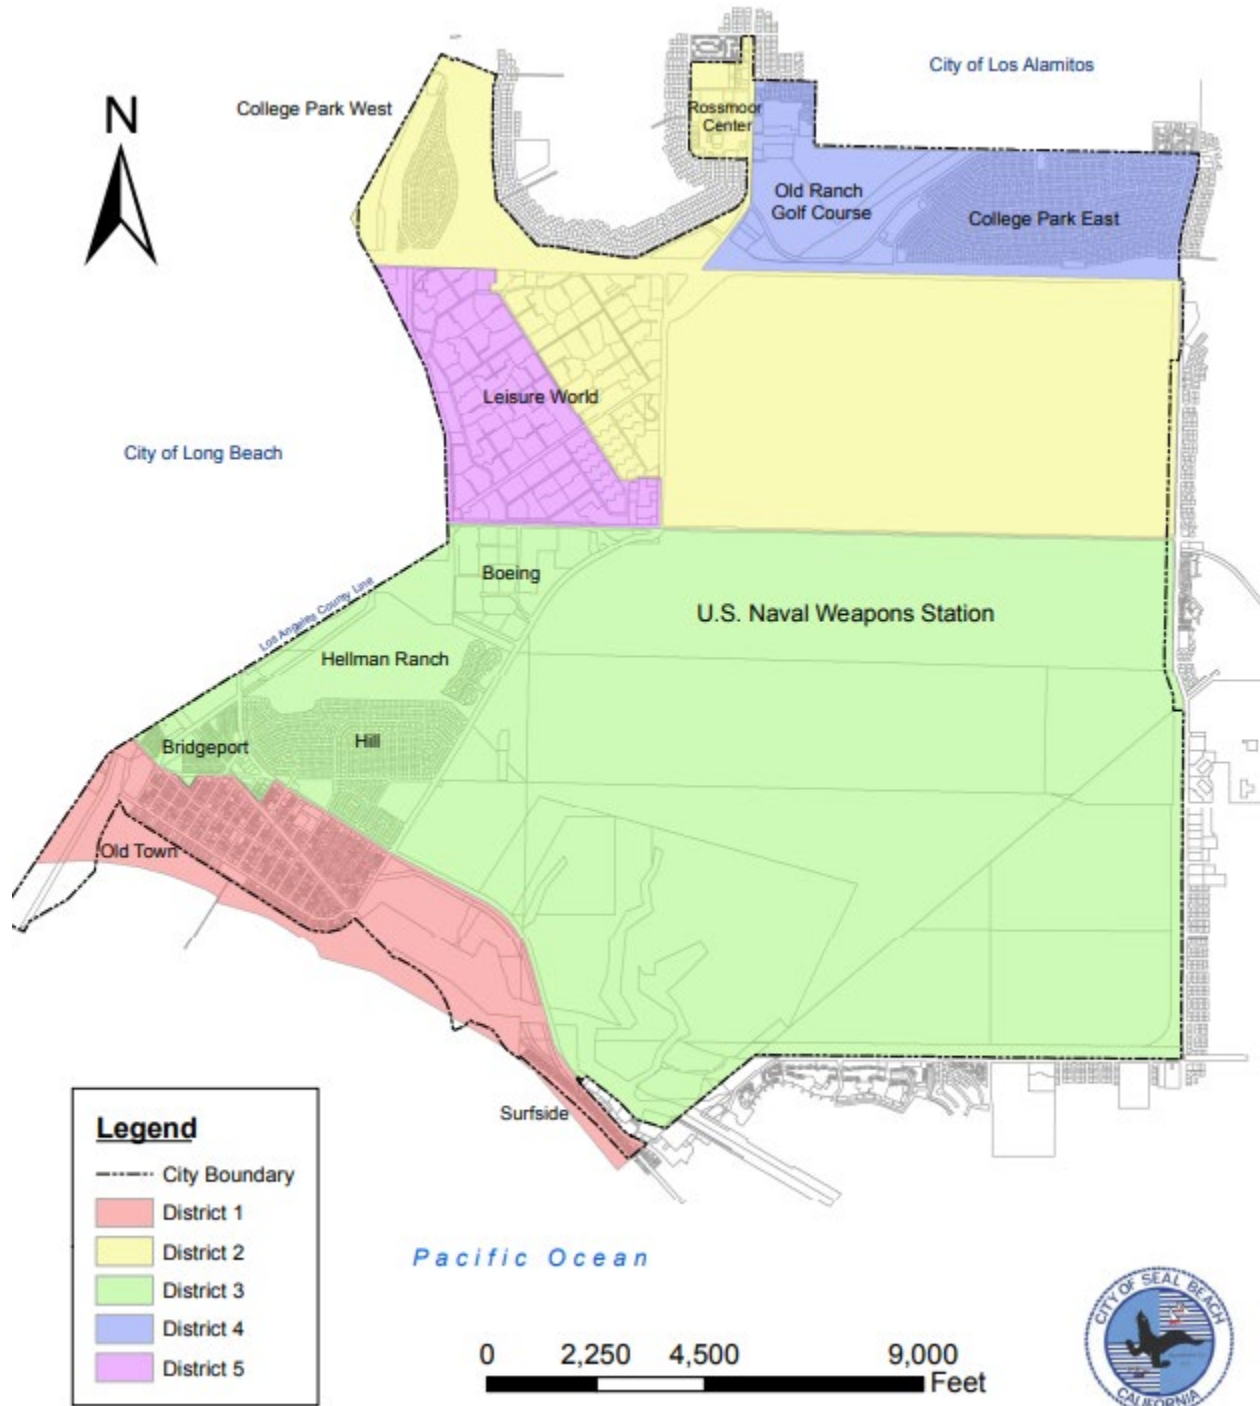 City of Los Alamitos
College Park West
N
Rossmoor
Center
Old Ranch
Golf Course
College Park East
Leisure World
City of Long Beach
Boeing
Los Angeles County Line
U.S. Naval Weapons Station
Hellman Ranch
Bridgeport
Hill
Old Town
Surfside
Legend
City Boundary
District 1
District 2
District 3
District 4
District 5
Pacific Ocean
0 2,250 4,500 9,000
Feet
CITY OF SEAL BEACH
CALIFORNIA